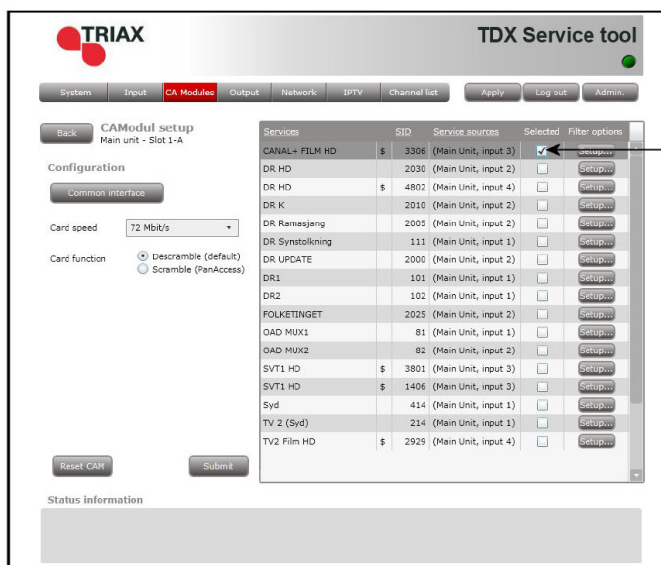 TRIAX
TDX Service tool
System Input CA Modules Output Network IPTV Channel list Apply Log out Admin.
Back
CAModul setup
Main unit - Slot 1-A
Configuration
Common interface
Card speed 72 Mbit/s
Card function Descramble (default)
Scramble (PanAccess)
Reset CAM Submit
Services SID Service sources Selected Filter options
CANAL+ FILM HD $ 3306 (Main Unit, input 3) Setup...
DR HD 2030 (Main Unit, input 2) Setup...
DR HD $ 4802 (Main Unit, input 4) Setup...
DR K 2010 (Main Unit, input 2) Setup...
DR Ramasjang 2005 (Main Unit, input 2) Setup...
DR Synstolkning 111 (Main Unit, input 1) Setup...
DR UPDATE 2000 (Main Unit, input 2) Setup...
DR1 101 (Main Unit, input 1) Setup...
DR2 102 (Main Unit, input 1) Setup...
FOLKETINGET 2025 (Main Unit, input 2) Setup...
OAD MUX1 81 (Main Unit, input 1) Setup...
OAD MUX2 82 (Main Unit, input 2) Setup...
SVT1 HD $ 3801 (Main Unit, input 3) Setup...
SVT1 HD $ 1406 (Main Unit, input 3) Setup...
Syd 414 (Main Unit, input 1) Setup...
TV 2 (Syd) 214 (Main Unit, input 1) Setup...
TV2 Film HD $ 2929 (Main Unit, input 4) Setup...
Status information